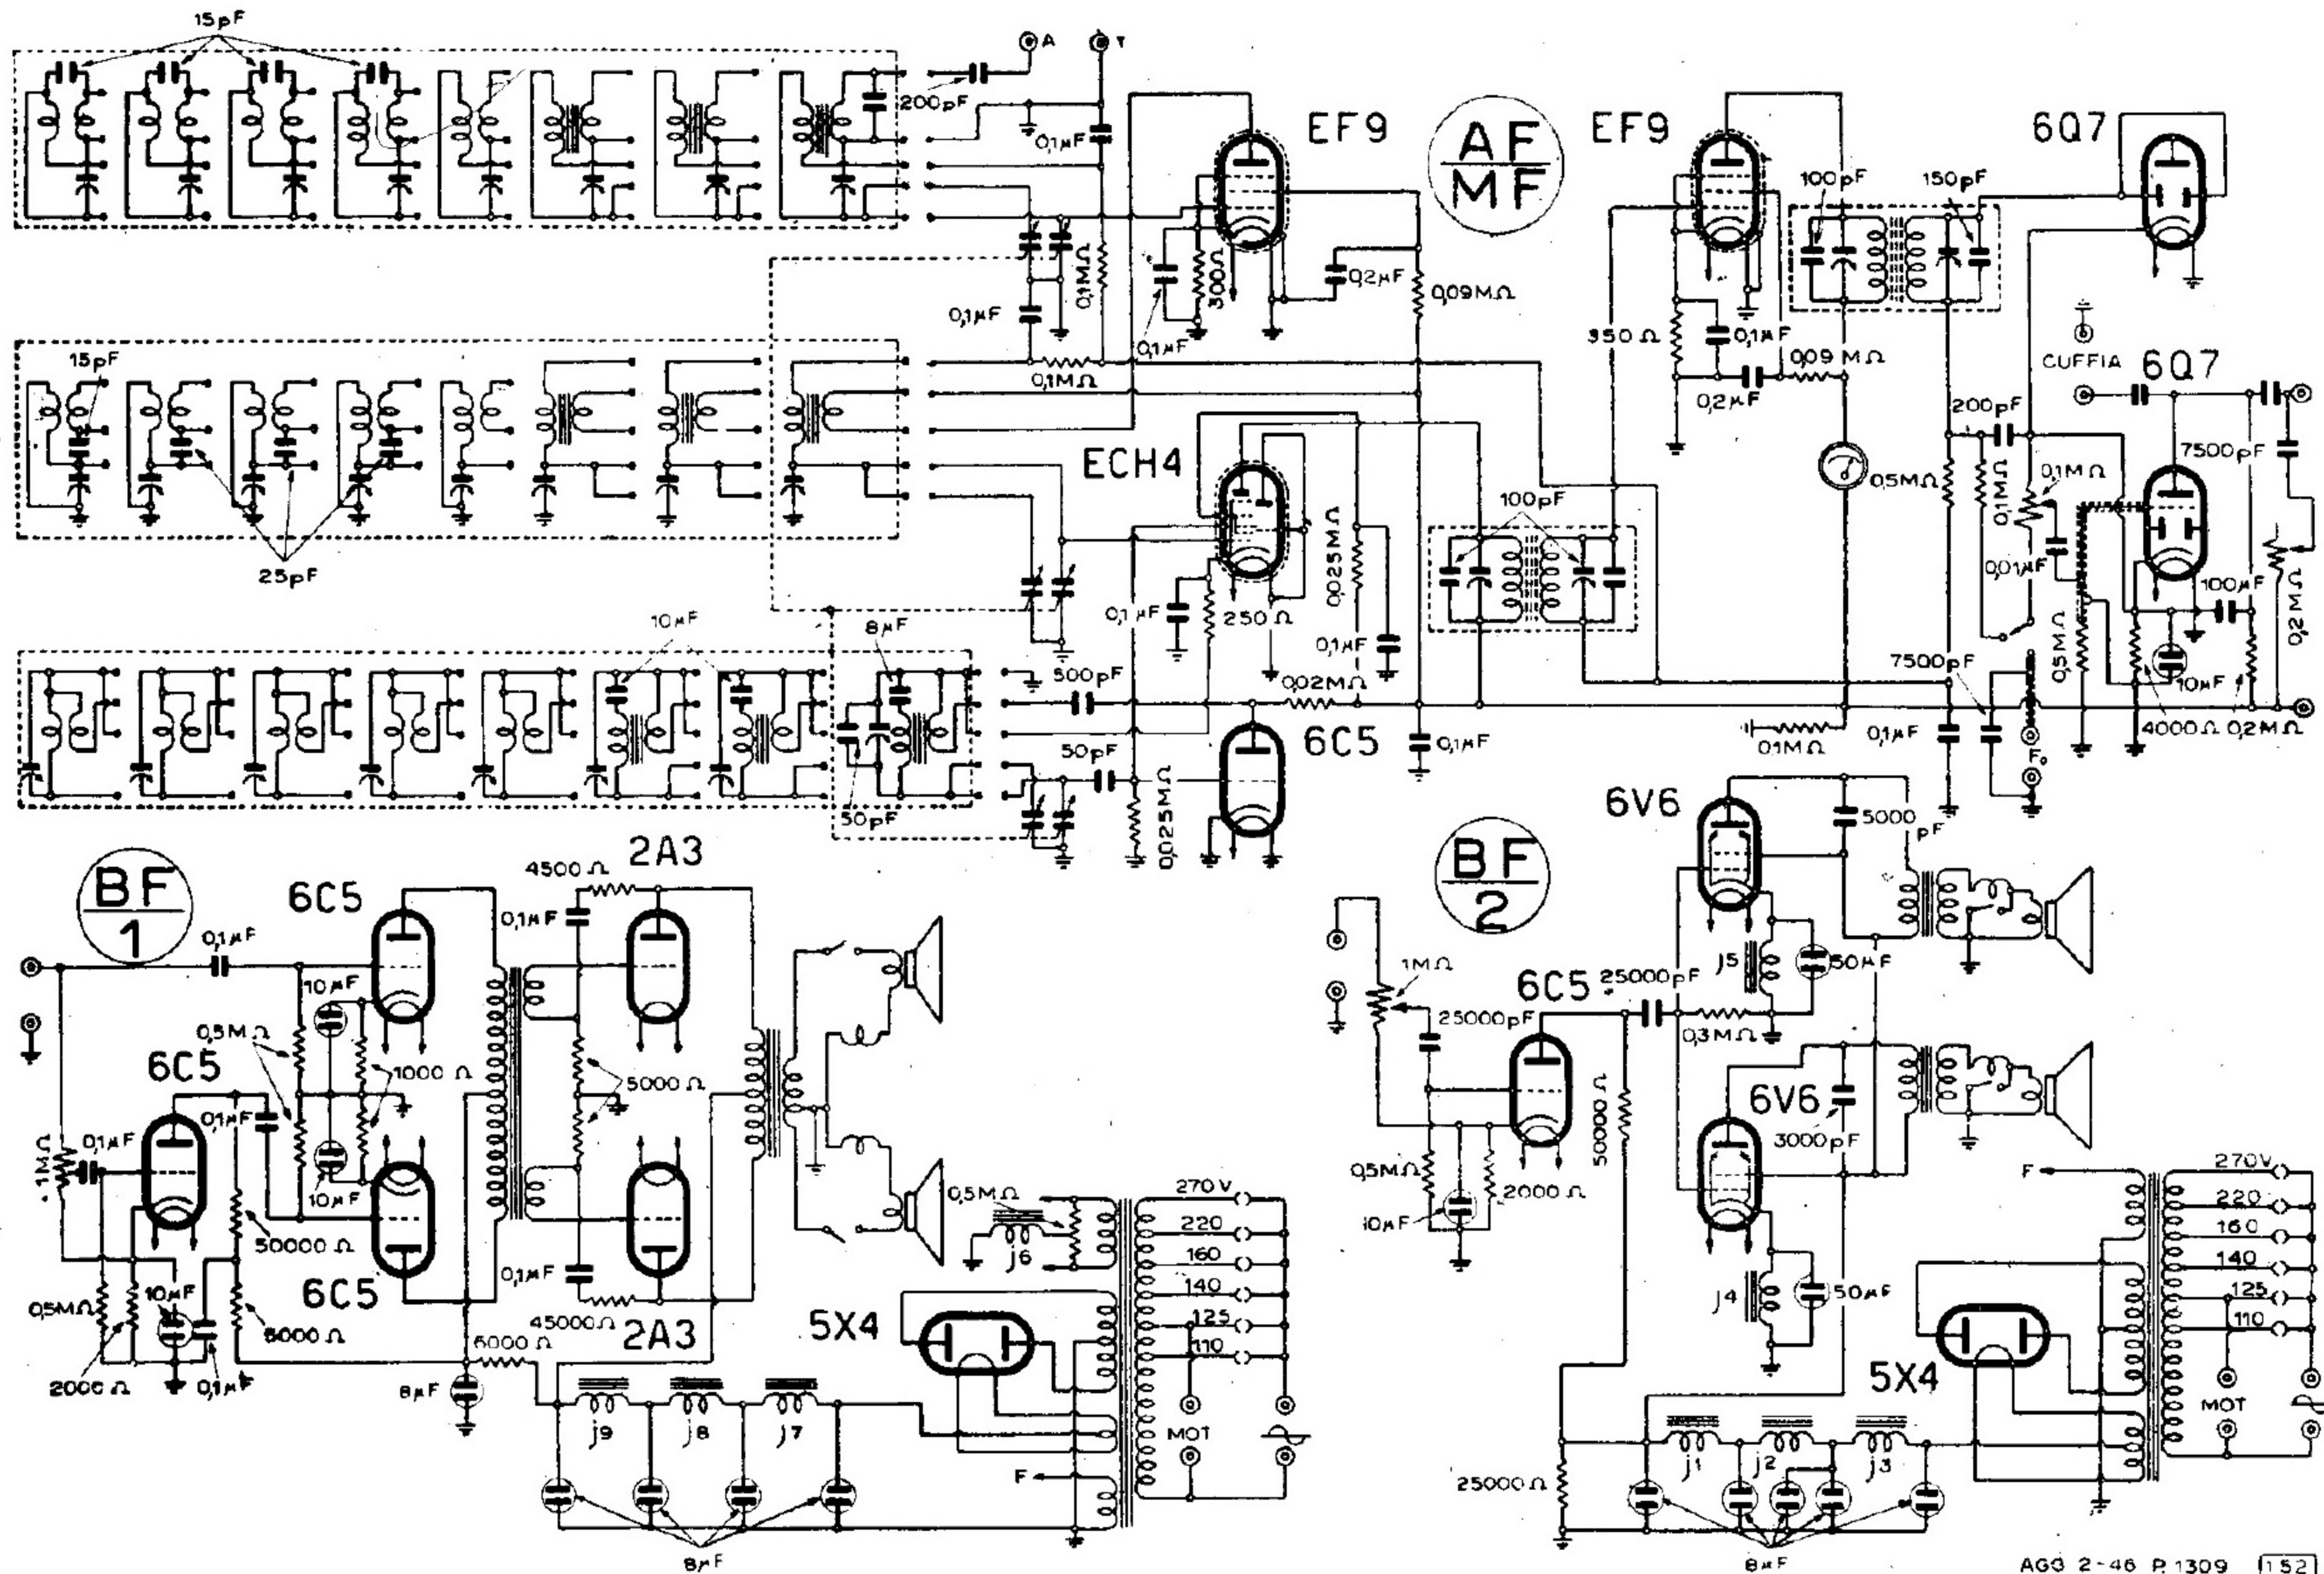 15pF
A
T
200pF
0,1µF
EF9
AF
MF
EF9
6Q7
100pF
150pF
0,1µF
0,1MΩ
300Ω
0,1µF
0,2µF
0,09MΩ
350Ω
0,1µF
0,09MΩ
0,2µF
CUFFIA
6Q7
15pF
0,1MΩ
200pF
7500pF
25pF
ECH4
100pF
0,5MΩ
0,1MΩ
0,1MΩ
0,01µF
100µF
0,2MΩ
0,1µF
250Ω
0,025MΩ
0,1µF
0,5MΩ
10µF
4000Ω
0,2MΩ
10µF
8µF
500pF
0,02MΩ
7500pF
50pF
6C5
0,1µF
0,1MΩ
0,1µF
Fo
50pF
0,025MΩ
BF
1
6C5
4500Ω
2A3
0,1µF
BF
2
6V6
5000
pF
0,1µF
10µF
0,5MΩ
6C5
1000Ω
5000Ω
1MΩ
25000pF
6C5
25000pF
J5
50µF
0,3MΩ
0,1µF
1MΩ
0,1µF
10µF
50000Ω
6C5
0,1µF
45000Ω
2A3
50000Ω
6V6
3000pF
0,5MΩ
2000Ω
10µF
J4
50µF
0,5MΩ
2000Ω
10µF
0,1µF
5000Ω
5000Ω
8µF
0,5MΩ
j6
5X4
270V
220
160
140
125
110
MOT
F
j9
j8
j7
8µF
F
270V
220
160
140
125
110
MOT
5X4
25000Ω
j1
j2
j3
8µF
AGO 2-46 P.1309
152